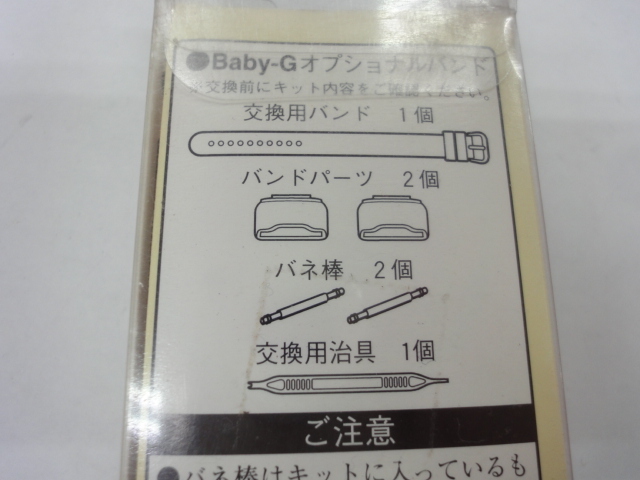 ●Baby-Gオプショナルバンド
※交換前にキット内容をご確認ください。
交換用バンド 1個
バンドパーツ 2個
バネ棒 2個
交換用治具 1個
ご注意
●バネ棒はキットに入っているも